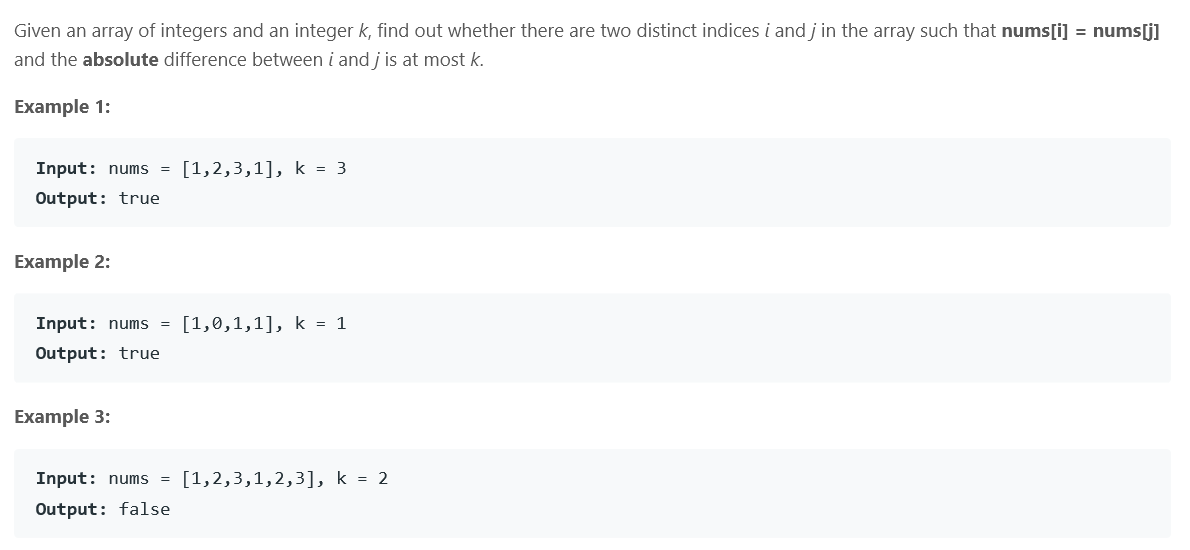 Given an array of integers and an integer k, find out whether there are two distinct indices i and j in the array such that nums[i] = nums[j]
and the absolute difference between i and j is at most k.
Example 1:
Input: nums = [1,2,3,1], k = 3
Output: true
Example 2:
Input: nums = [1,0,1,1], k = 1
Output: true
Example 3:
Input: nums = [1,2,3,1,2,3], k = 2
Output: false